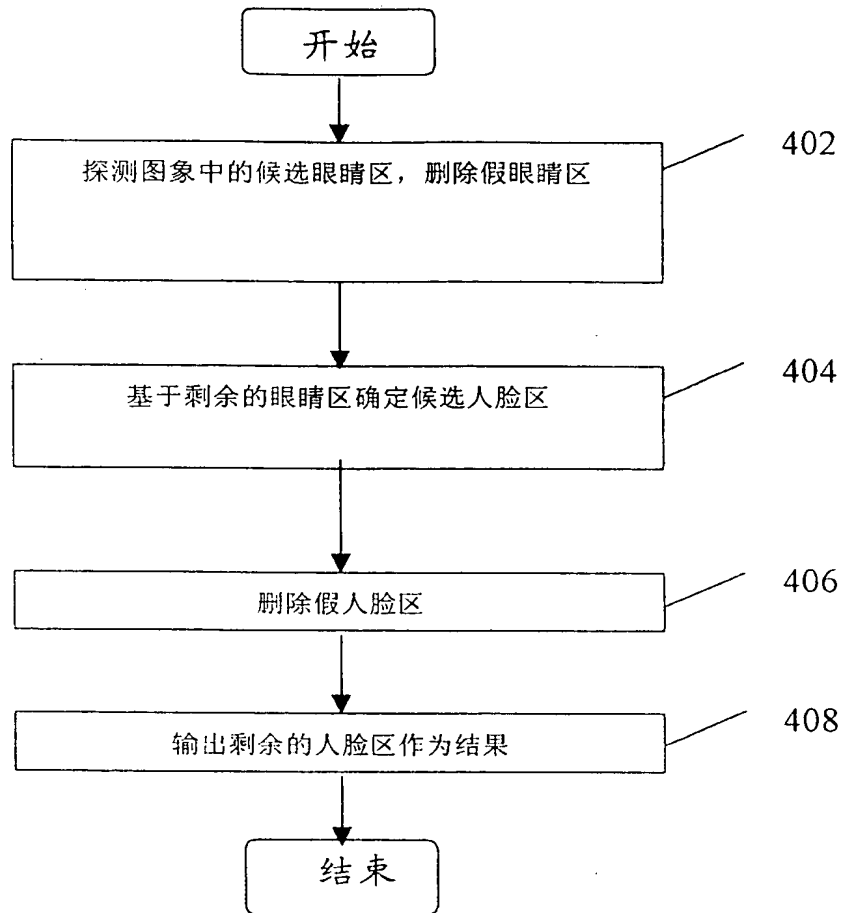 开始
探测图象中的候选眼睛区，删除假眼睛区
402
基于剩余的眼睛区确定候选人脸区
404
删除假人脸区
406
输出剩余的人脸区作为结果
408
结束